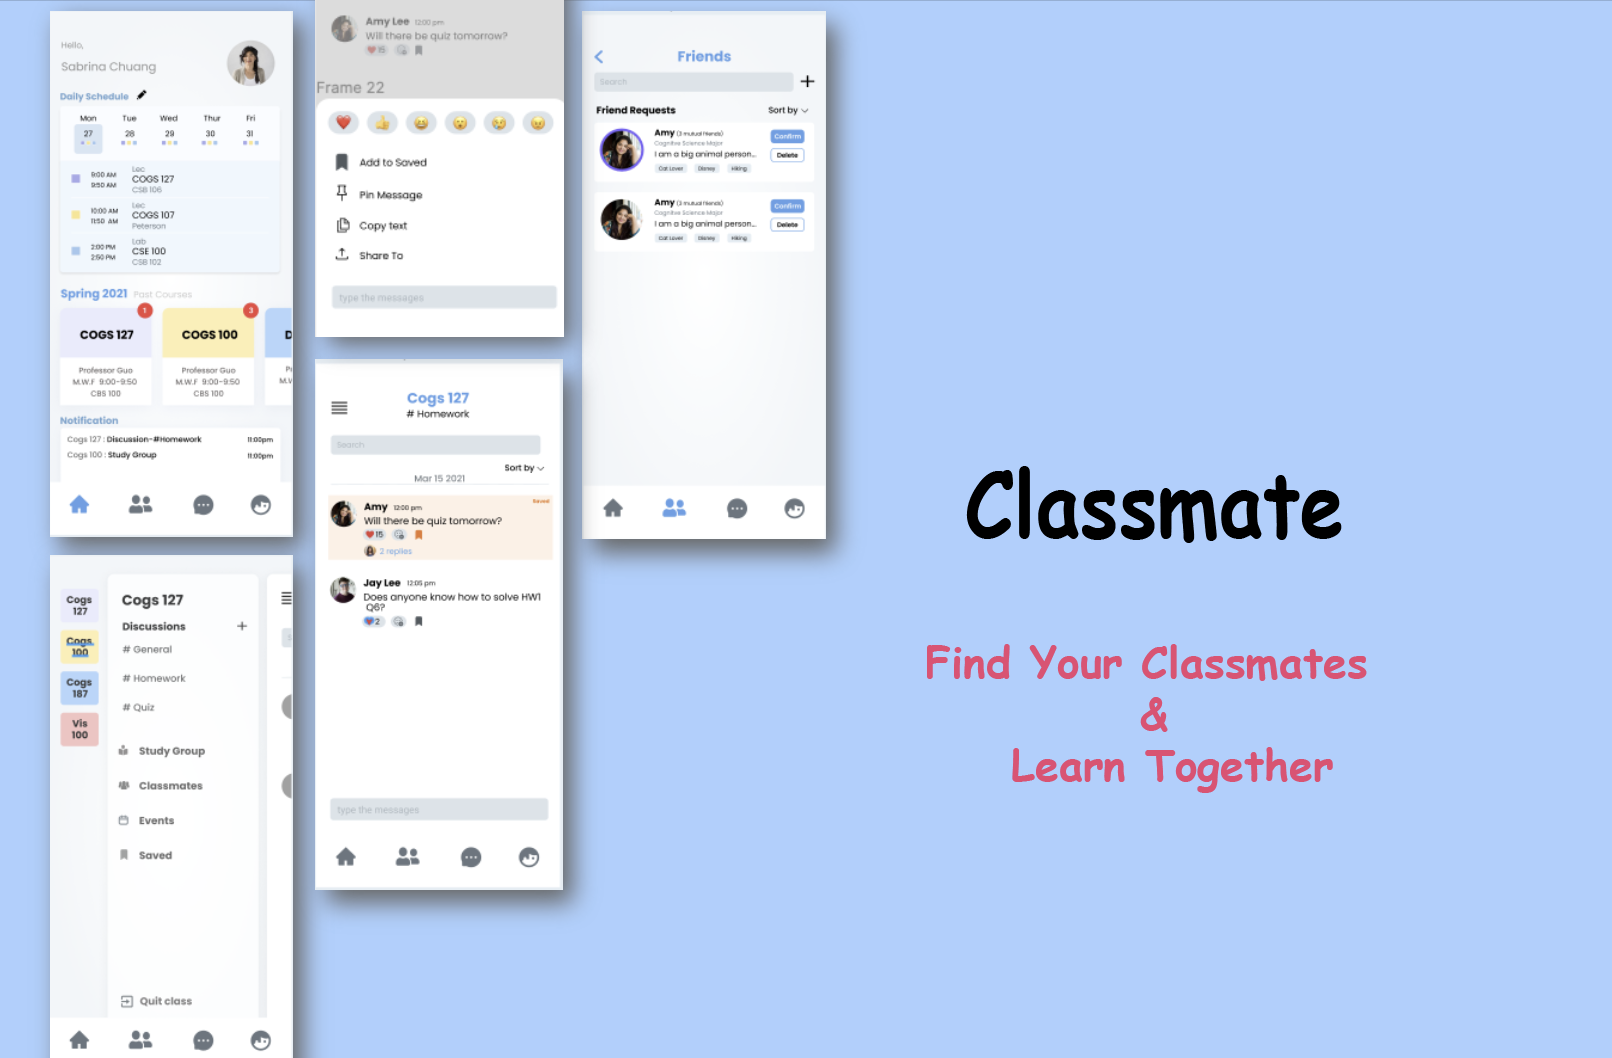 Hello,
Sabrina Chuang
Daily Schedule
Mon Tue Wed Thur Fri
27 28 29 30 31
9:00 AM Lec
9:50 AM COGS 127
CSB 106
10:00 AM Lec
11:50 AM COGS 107
Peterson
2:00 PM Lab
2:50 PM CSE 100
CSB 102
Spring 2021 Past Courses
1 3
COGS 127 COGS 100 D
Professor Guo Professor Guo P
M.W.F 9:00-9:50 M.W.F 9:00-9:50 M.V
CBS 100 CBS 100
Notification
Cogs 127 : Discussion-#Homework 11:00pm
Cogs 100 : Study Group 11:00pm
Cogs 127
Cogs 100
Cogs 187
Vis 100
Cogs 127
Discussions +
# General
# Homework
# Quiz
Study Group
Classmates
Events
Saved
Quit class
Amy Lee 12:00 pm
Will there be quiz tomorrow?
15
Frame 22
Add to Saved
Pin Message
Copy text
Share To
type the messages
Cogs 127
# Homework
Search
Sort by
Mar 15 2021
Saved
Amy 12:00 pm
Will there be quiz tomorrow?
15
2 replies
Jay Lee 12:05 pm
Does anyone know how to solve HW1
Q6?
2
type the messages
Friends
Search +
Friend Requests Sort by
Amy (3 mutual friends) Confirm
Cognitive Science Major
I am a big animal person... Delete
Cat Lover Disney Hiking
Amy (3 mutual friends) Confirm
Cognitive Science Major
I am a big animal person... Delete
Cat Lover Disney Hiking
Classmate
Find Your Classmates
&
Learn Together